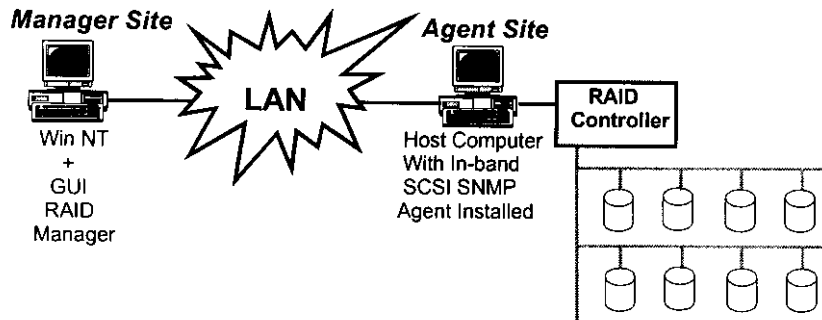 Manager Site
Agent Site
LAN
RAID
Controller
Win NT
+
GUI
RAID
Manager
Host Computer
With In-band
SCSI SNMP
Agent Installed